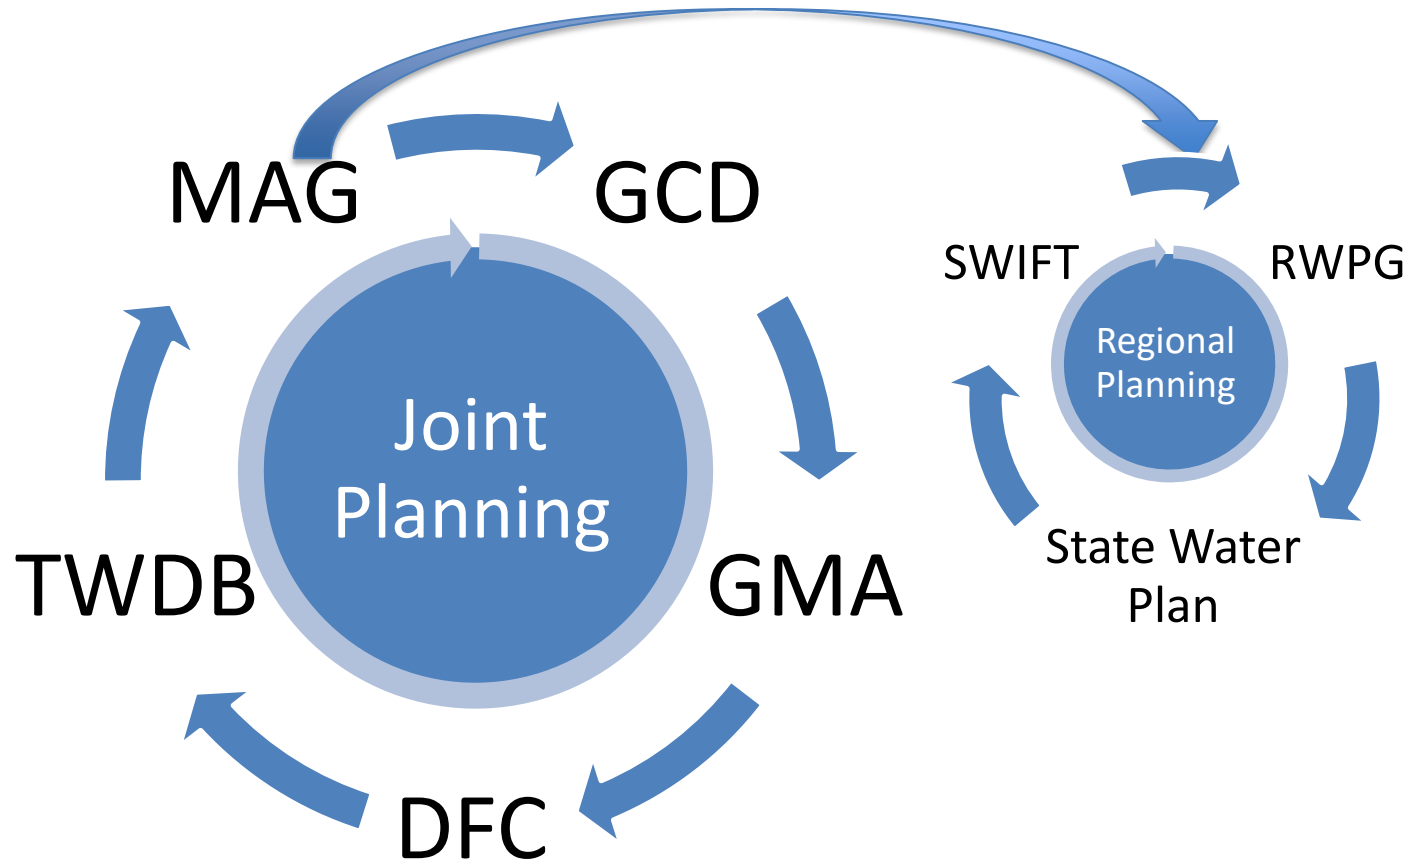 MAG
GCD
SWIFT
RWPG
Regional
Planning
Joint
Planning
TWDB
GMA
State Water
Plan
DFC